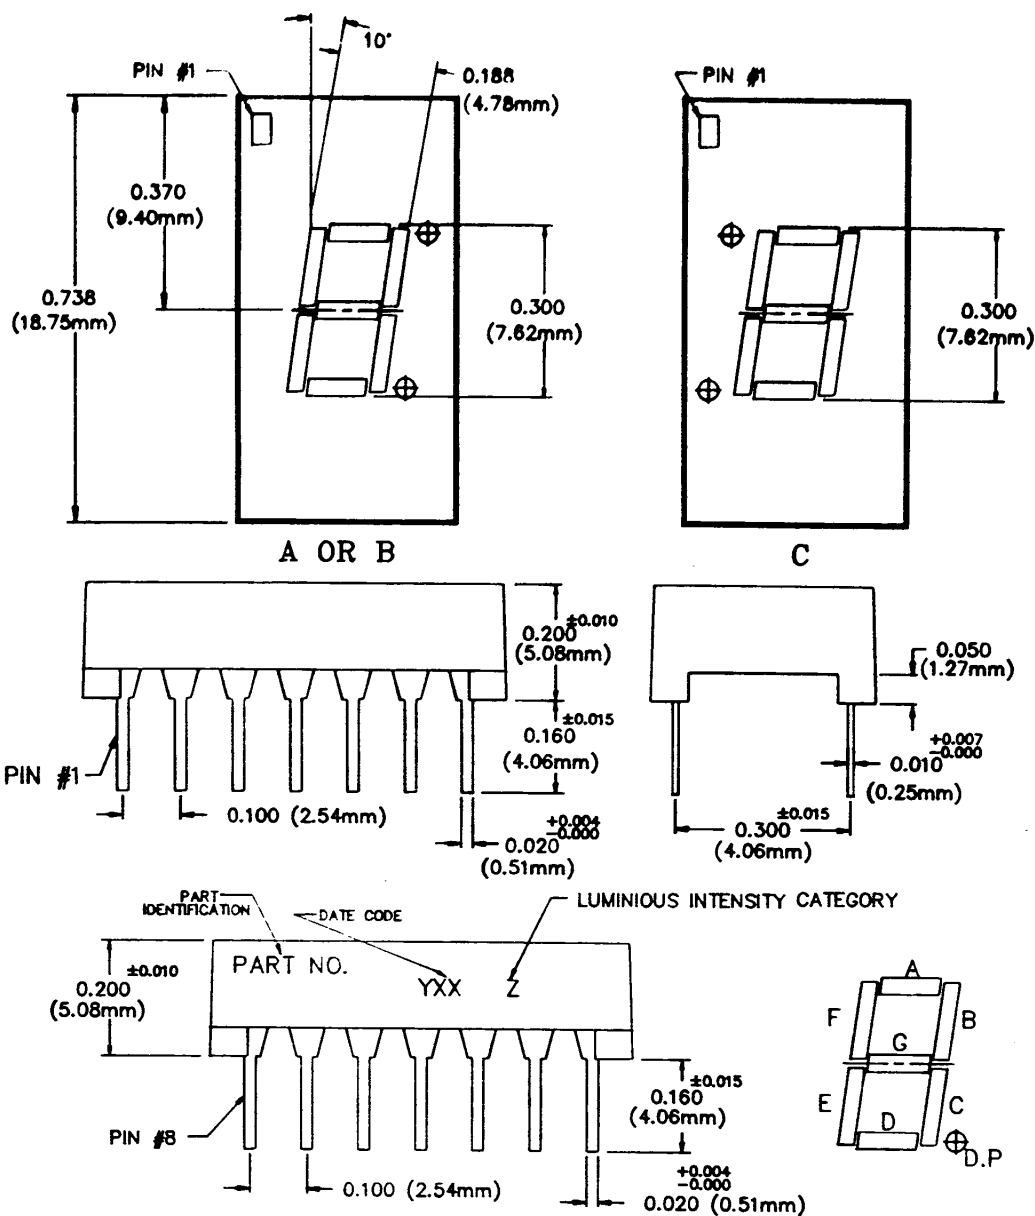 10°
PIN #1
0.188
(4.78mm)
PIN #1
0.370
(9.40mm)
0.738
(18.75mm)
0.300
(7.62mm)
0.300
(7.62mm)
A OR B
C
±0.010
0.200
(5.08mm)
0.050
(1.27mm)
±0.015
0.160
(4.06mm)
+0.007
-0.000
0.010
(0.25mm)
PIN #1
0.100 (2.54mm)
+0.004
-0.000
0.020
(0.51mm)
±0.015
0.300
(4.06mm)
PART
IDENTIFICATION
DATE CODE
LUMINIOUS INTENSITY CATEGORY
±0.010
0.200
(5.08mm)
PART NO.
YXX
Z
A
F
B
G
E
C
D
D.P
±0.015
0.160
(4.06mm)
PIN #8
0.100 (2.54mm)
+0.004
-0.000
0.020 (0.51mm)